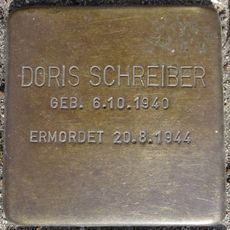 DORIS SCHREIBER
GEB. 6.10.1940
ERMORDET 20.8.1944